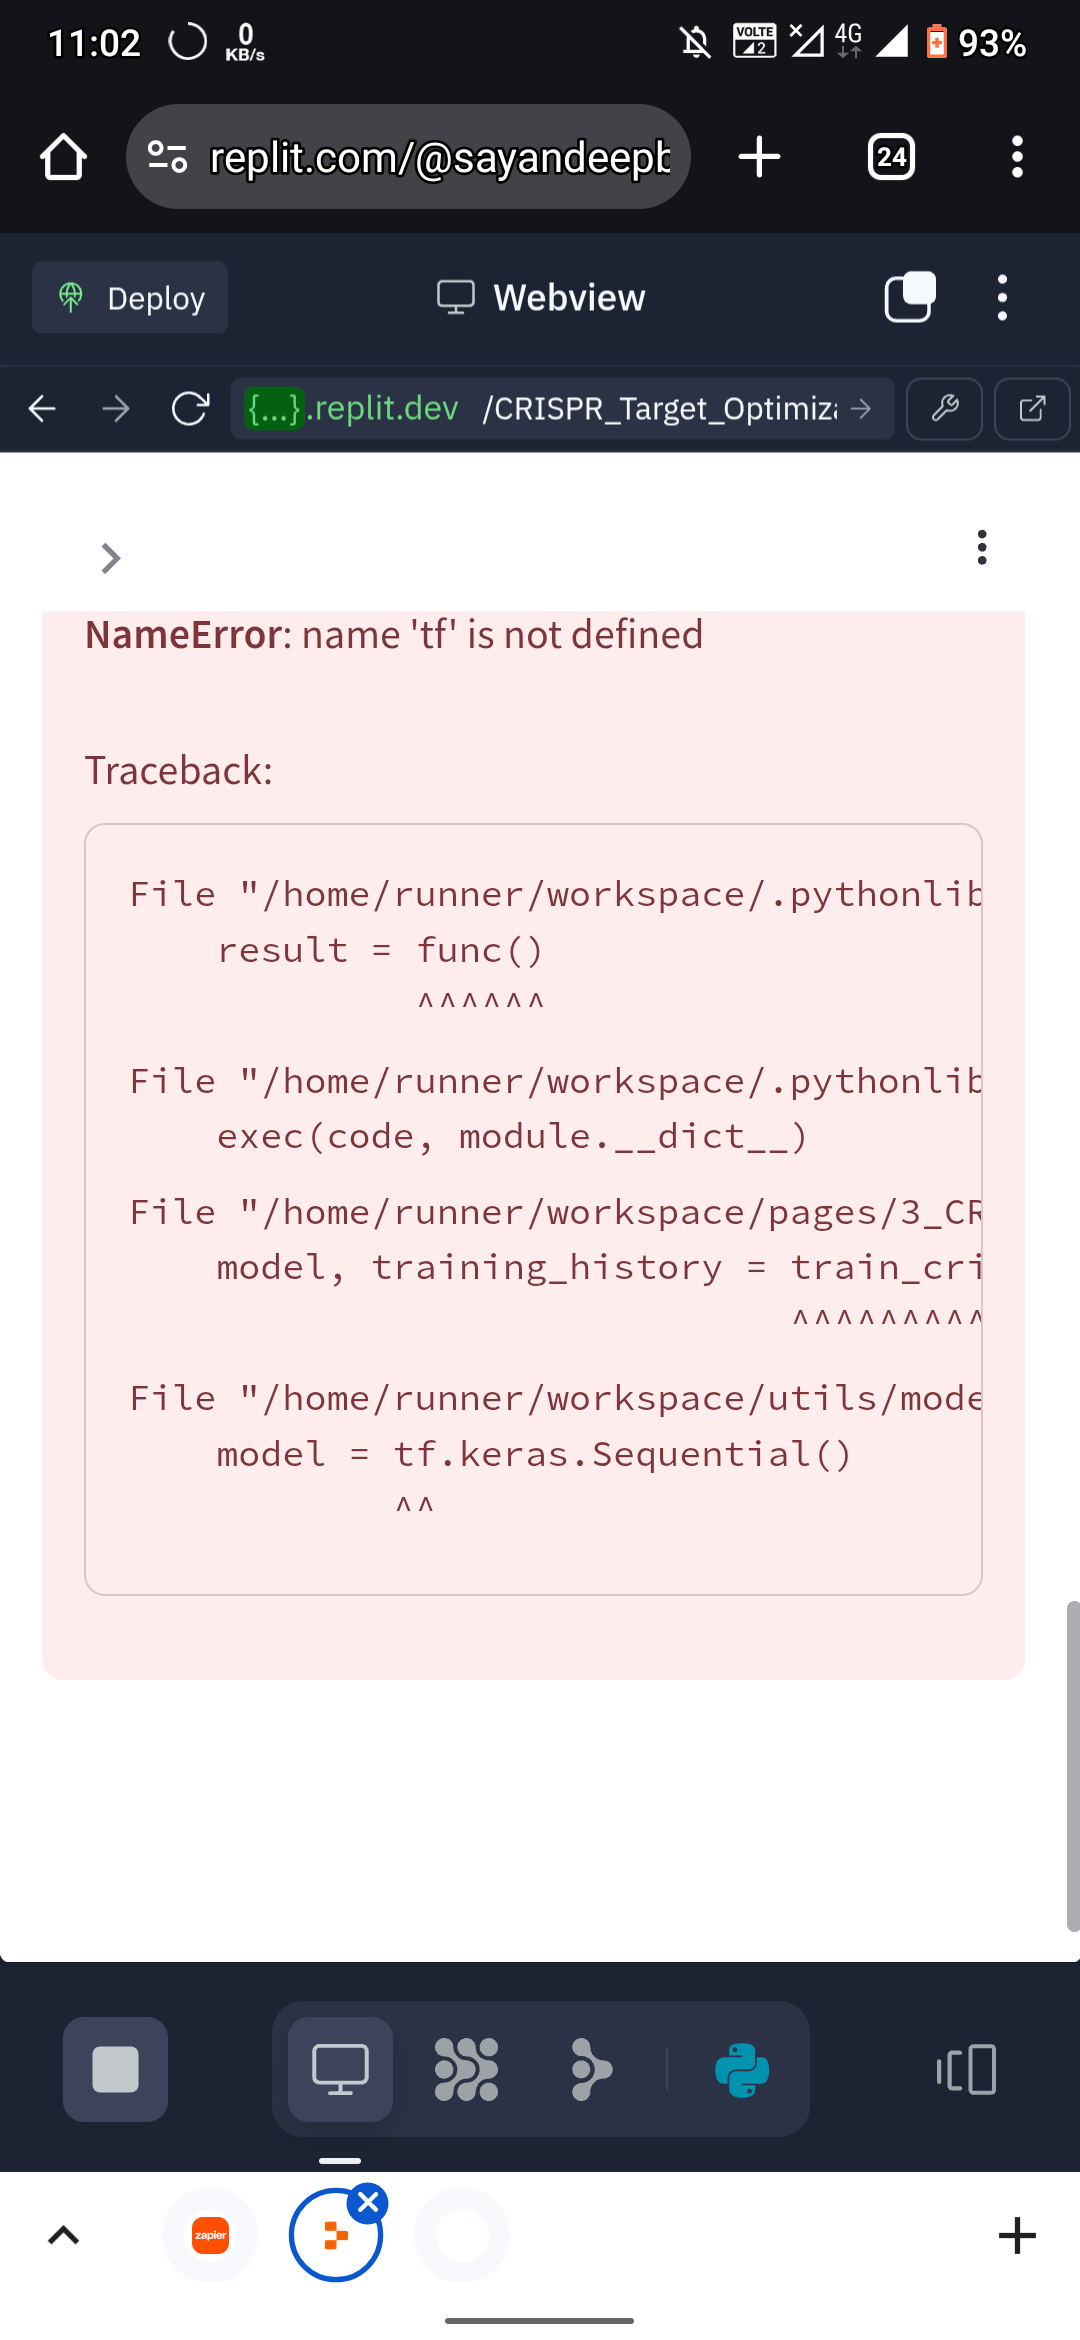 11:02
0
KB/s
VOLTE
2
4G
93%
replit.com/@sayandeepb
24
Deploy
Webview
{...}.replit.dev /CRISPR_Target_Optimiz
NameError: name 'tf' is not defined
Traceback:
File "/home/runner/workspace/.pythonlib
result = func()
^^^^^^
File "/home/runner/workspace/.pythonlib
exec(code, module.__dict__)
File "/home/runner/workspace/pages/3_CR
model, training_history = train_cri
^^^^^^^^^
File "/home/runner/workspace/utils/mode
model = tf.keras.Sequential()
^^
zapier